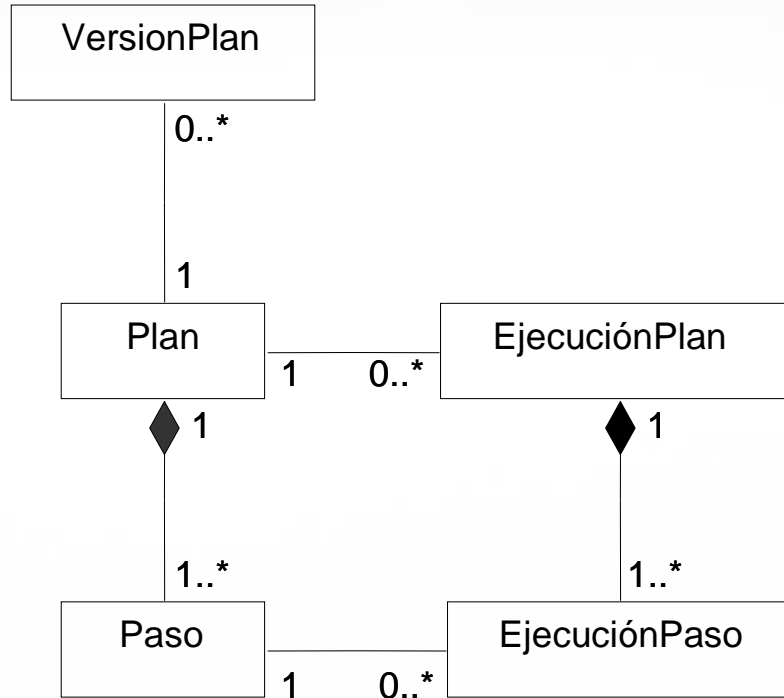 VersionPlan
0..*
1
Plan
EjecuciónPlan
1
0..*
1
1
1..*
1..*
Paso
EjecuciónPaso
1
0..*